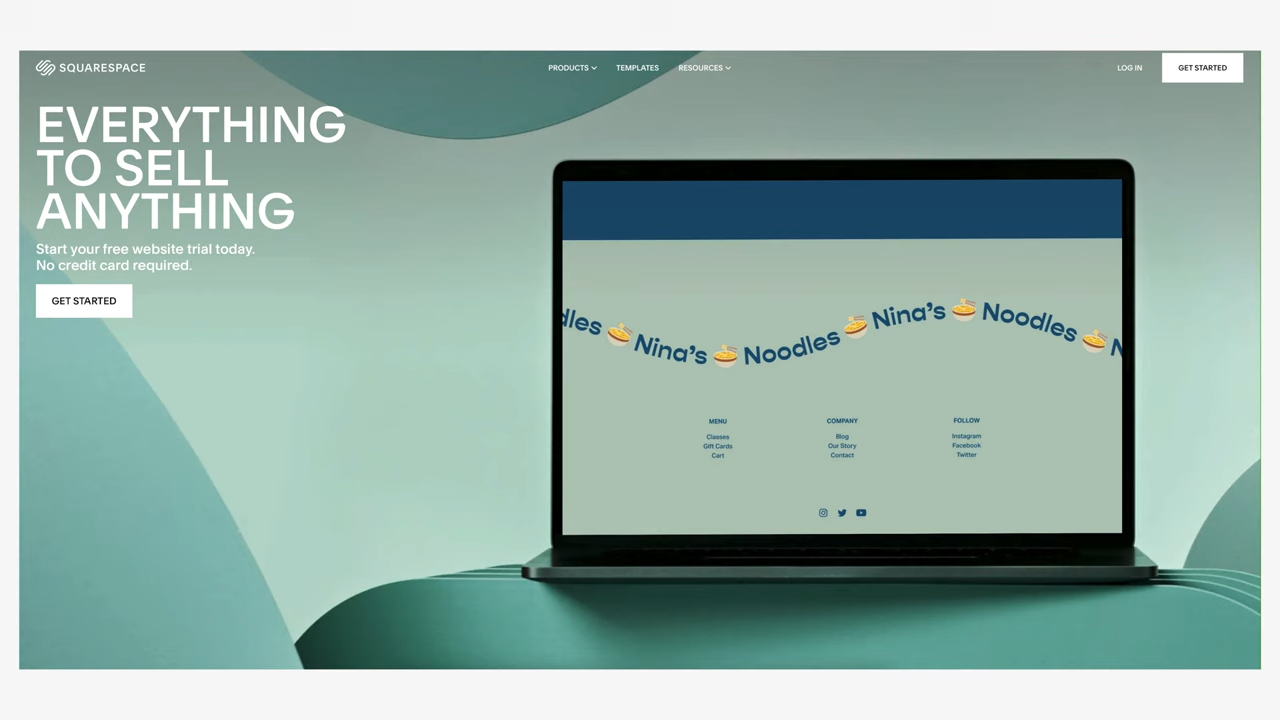 SQUARESPACE
PRODUCTS
TEMPLATES
RESOURCES
LOG IN
GET STARTED
EVERYTHING
TO SELL
ANYTHING
Start your free website trial today.
No credit card required.
GET STARTED
dles Nina’s Noodles Nina’s Noodles N
MENU
Classes
Gift Cards
Cart
COMPANY
Blog
Our Story
Contact
FOLLOW
Instagram
Facebook
Twitter